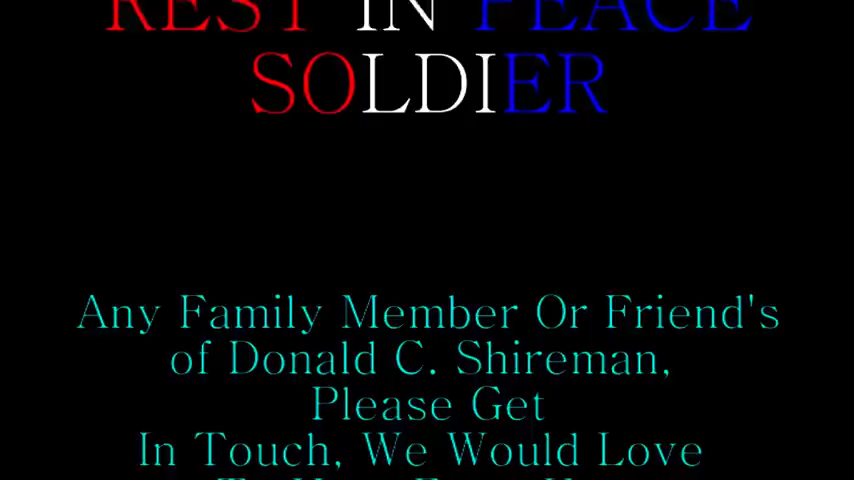 REST IN PEACE
SOLDIER
Any Family Member Or Friend's
of Donald C. Shireman,
Please Get
In Touch, We Would Love